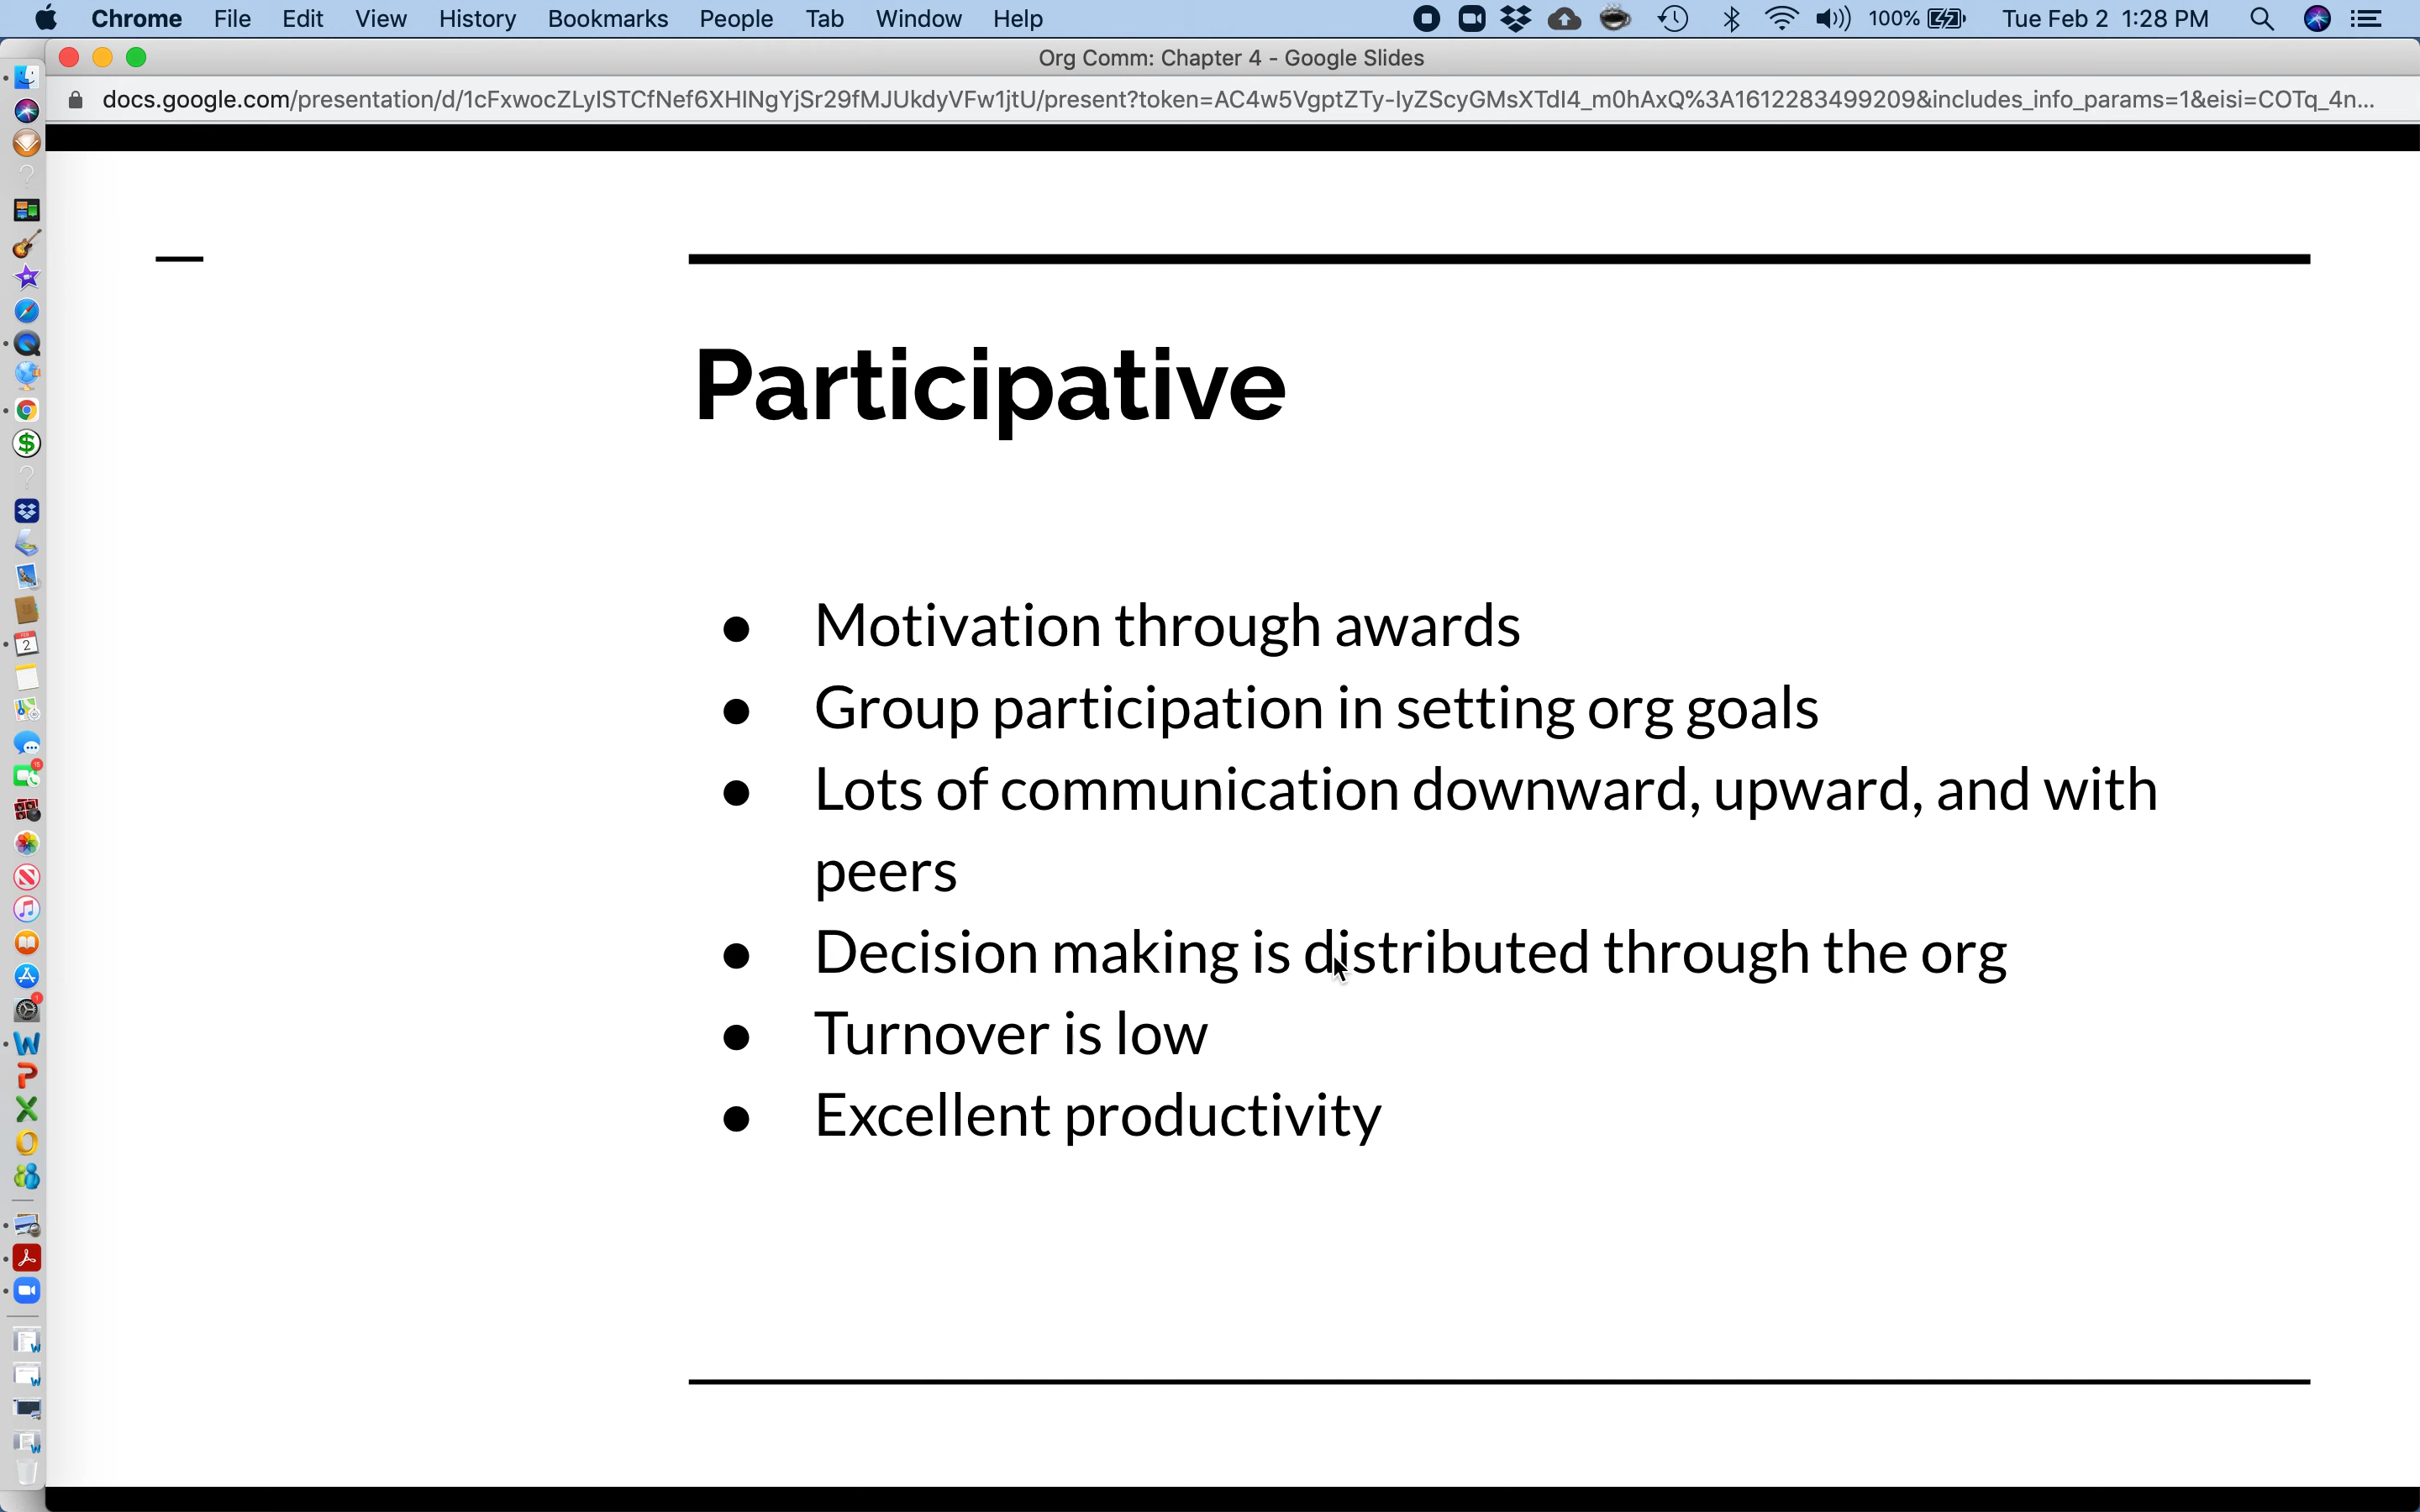 Chrome File Edit View History Bookmarks People Tab Window Help 100% Tue Feb 2 1:28 PM
Org Comm: Chapter 4 - Google Slides
docs.google.com/presentation/d/1cFxwocZLyISTCfNef6XHINgYjSr29fMJUkdyVFw1jtU/present?token=AC4w5VgptZTy-IyZScyGMsXTdI4_m0hAxQ%3A1612283499209&includes_info_params=1&eisi=COTq_4n...
Participative
● Motivation through awards
● Group participation in setting org goals
● Lots of communication downward, upward, and with
peers
● Decision making is distributed through the org
● Turnover is low
● Excellent productivity